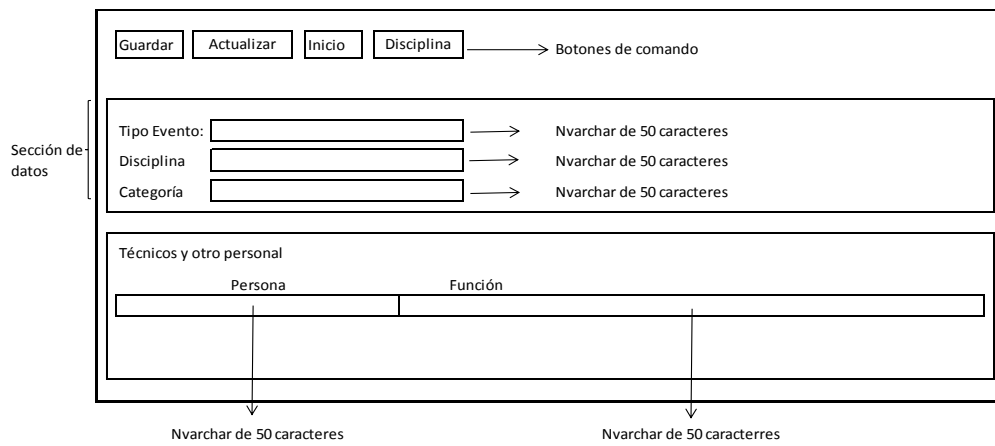 Guardar Actualizar Inicio Disciplina Botones de comando
Sección de
datos
Tipo Evento: Nvarchar de 50 caracteres
Disciplina Nvarchar de 50 caracteres
Categoría Nvarchar de 50 caracteres
Técnicos y otro personal
Persona Función
Nvarchar de 50 caracteres Nvarchar de 50 caracterres